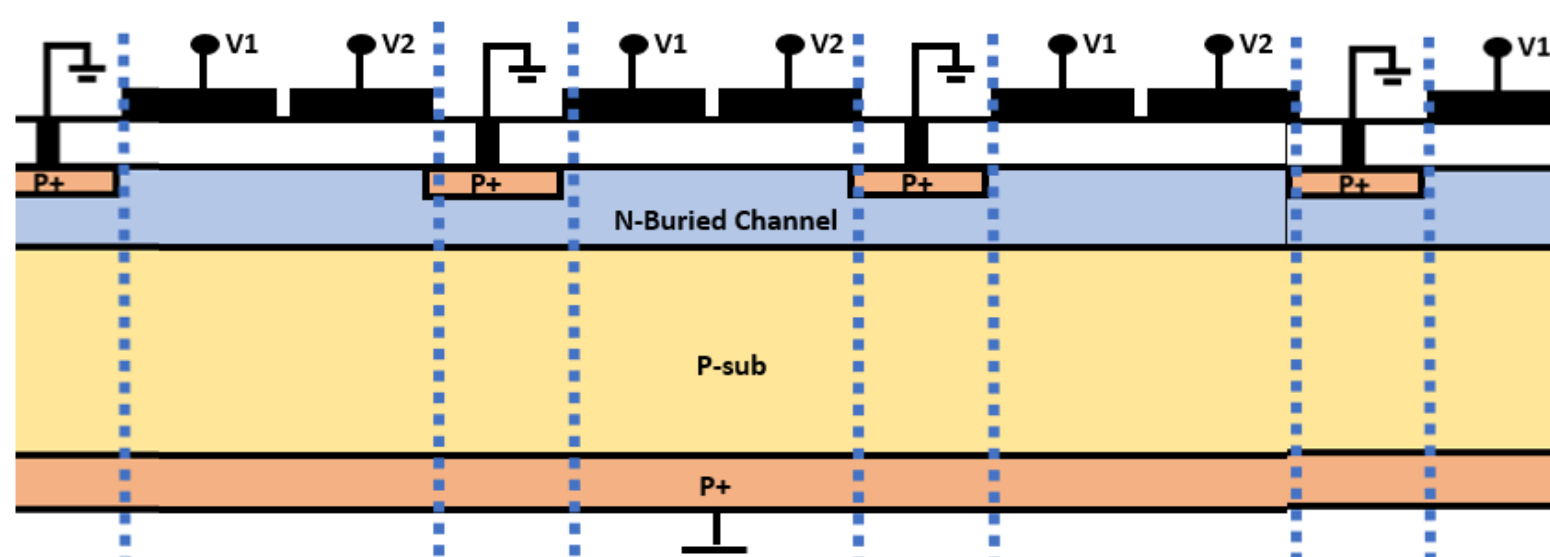 V1 V2 V1 V2 V1 V2 V1
P+ P+ P+ P+
N-Buried Channel
P-sub
P+